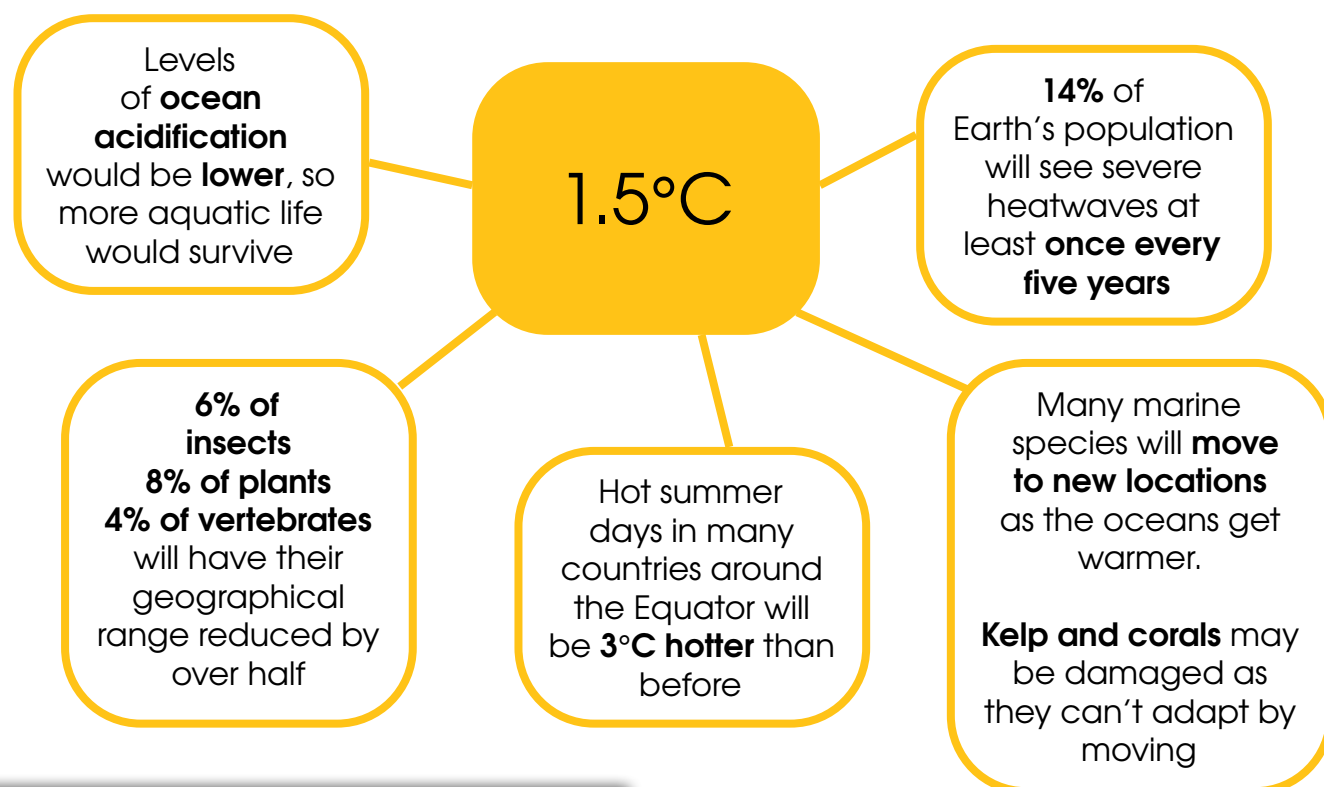 Levels
of ocean
acidification
would be lower, so
more aquatic life
would survive
1.5°C
14% of
Earth's population
will see severe
heatwaves at
least once every
five years
6% of
insects
8% of plants
4% of vertebrates
will have their
geographical
range reduced by
over half
Hot summer
days in many
countries around
the Equator will
be 3°C hotter than
before
Many marine
species will move
to new locations
as the oceans get
warmer.
Kelp and corals may
be damaged as
they can't adapt by
moving